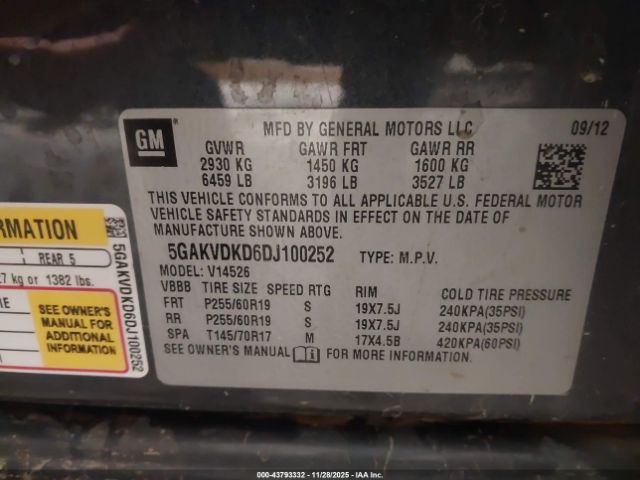 GM
MFD BY GENERAL MOTORS LLC 09/12
GVWR GAWR FRT GAWR RR
2930 KG 1450 KG 1600 KG
6459 LB 3196 LB 3527 LB
THIS VEHICLE CONFORMS TO ALL APPLICABLE U.S. FEDERAL MOTOR
VEHICLE SAFETY STANDARDS IN EFFECT ON THE DATE OF
MANUFACTURE SHOWN ABOVE.
5GAKVDKD6DJ100252 TYPE: M.P.V.
MODEL: V14526
VBBB TIRE SIZE SPEED RTG RIM COLD TIRE PRESSURE
FRT P255/60R19 S 19X7.5J 240KPA(35PSI)
RR P255/60R19 S 19X7.5J 240KPA(35PSI)
SPA T145/70R17 M 17X4.5B 420KPA(60PSI)
SEE OWNER'S MANUAL FOR MORE INFORMATION.
REAR 5
kg or 1382 lbs.
SEE OWNER'S
MANUAL FOR
ADDITIONAL
INFORMATION
5GAKVDKD6DJ100252
000-43793332 • 11/28/2025 • IAA Inc.